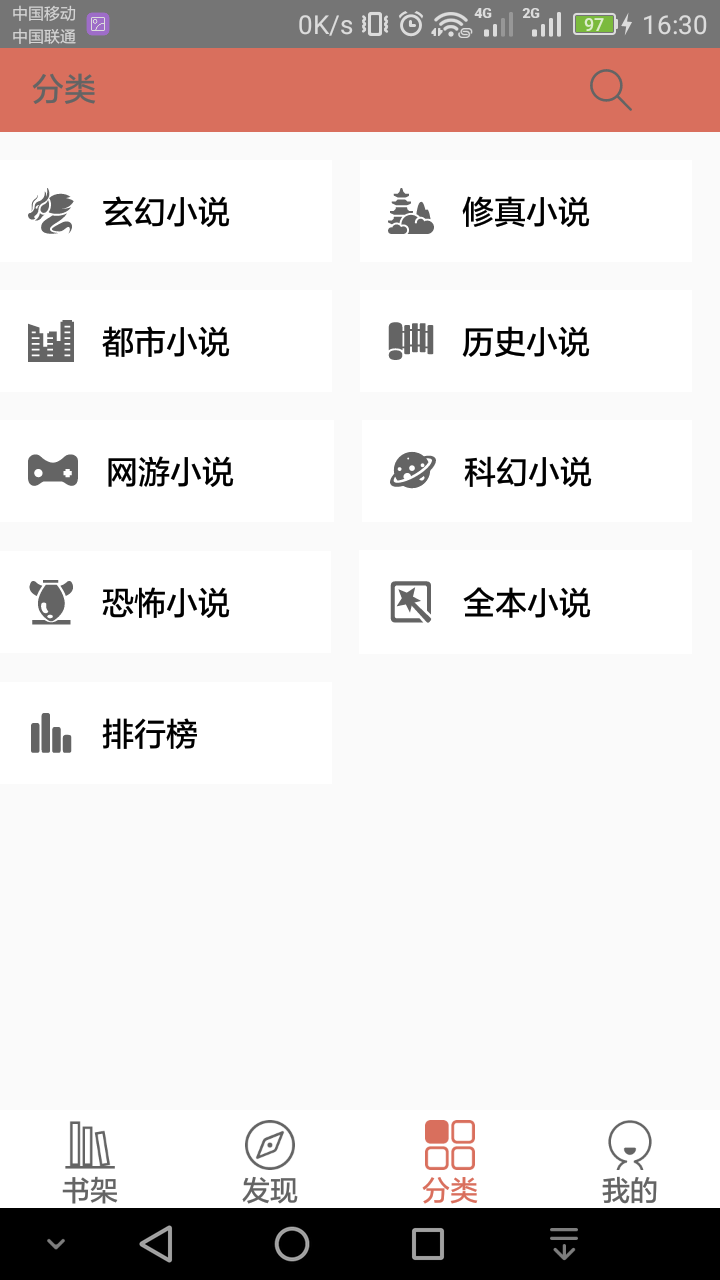 中国移动
中国联通
0K/s 4G 2G 97 16:30
分类
玄幻小说 修真小说
都市小说 历史小说
网游小说 科幻小说
恐怖小说 全本小说
排行榜
书架 发现 分类 我的